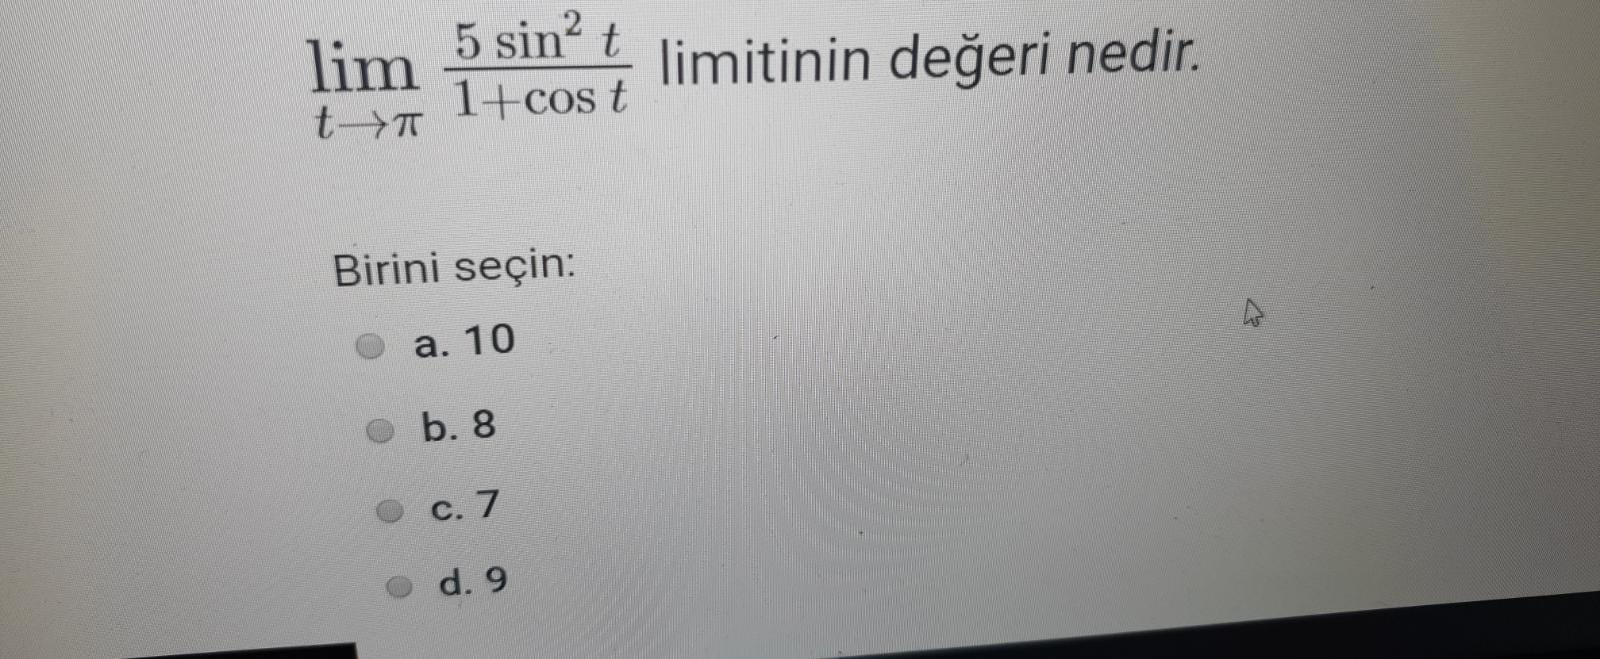 lim t→π 5 sin² t / 1+cos t limitinin değeri nedir.
Birini seçin:
a. 10
b. 8
c. 7
d. 9